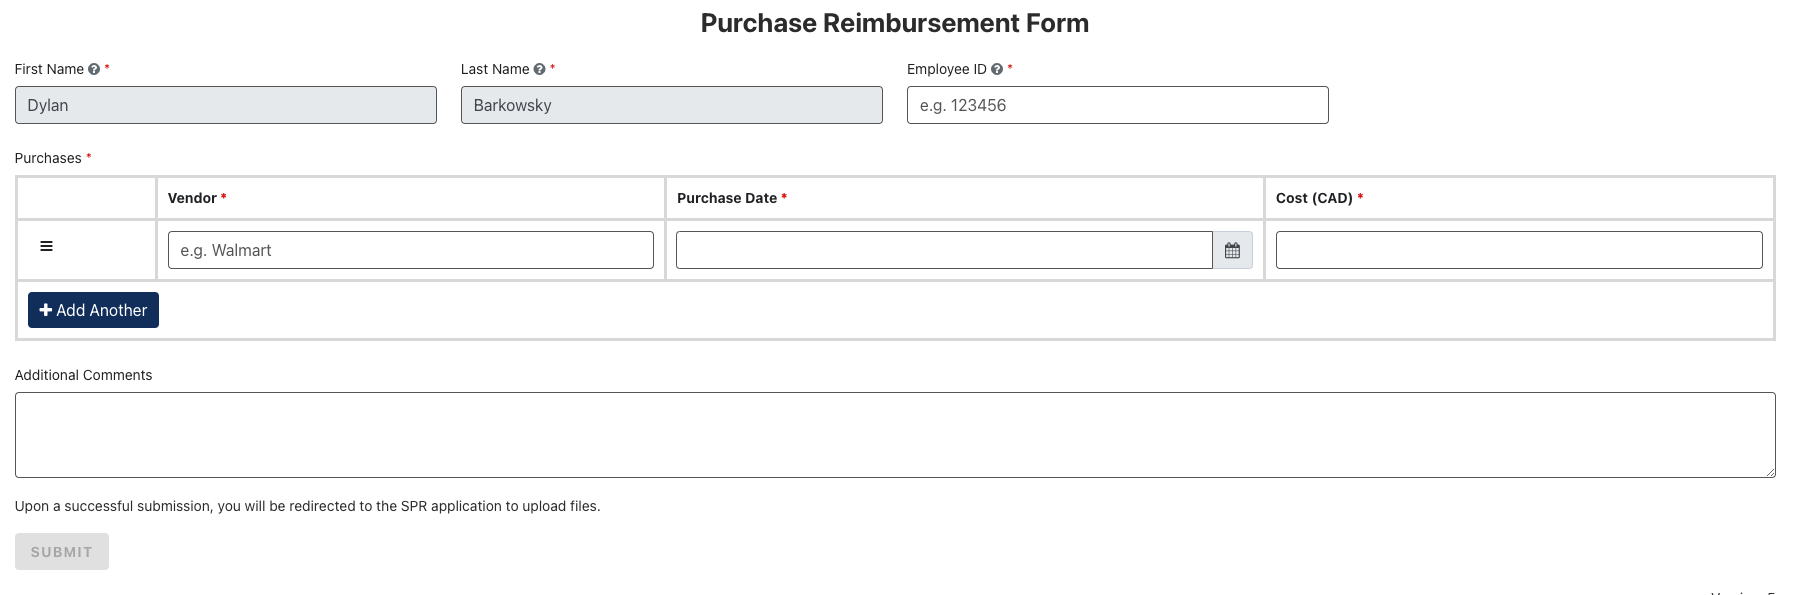 Purchase Reimbursement Form
First Name *
Last Name *
Employee ID *
Dylan
Barkowsky
e.g. 123456
Purchases *
Vendor *
Purchase Date *
Cost (CAD) *
e.g. Walmart
Add Another
Additional Comments
Upon a successful submission, you will be redirected to the SPR application to upload files.
SUBMIT